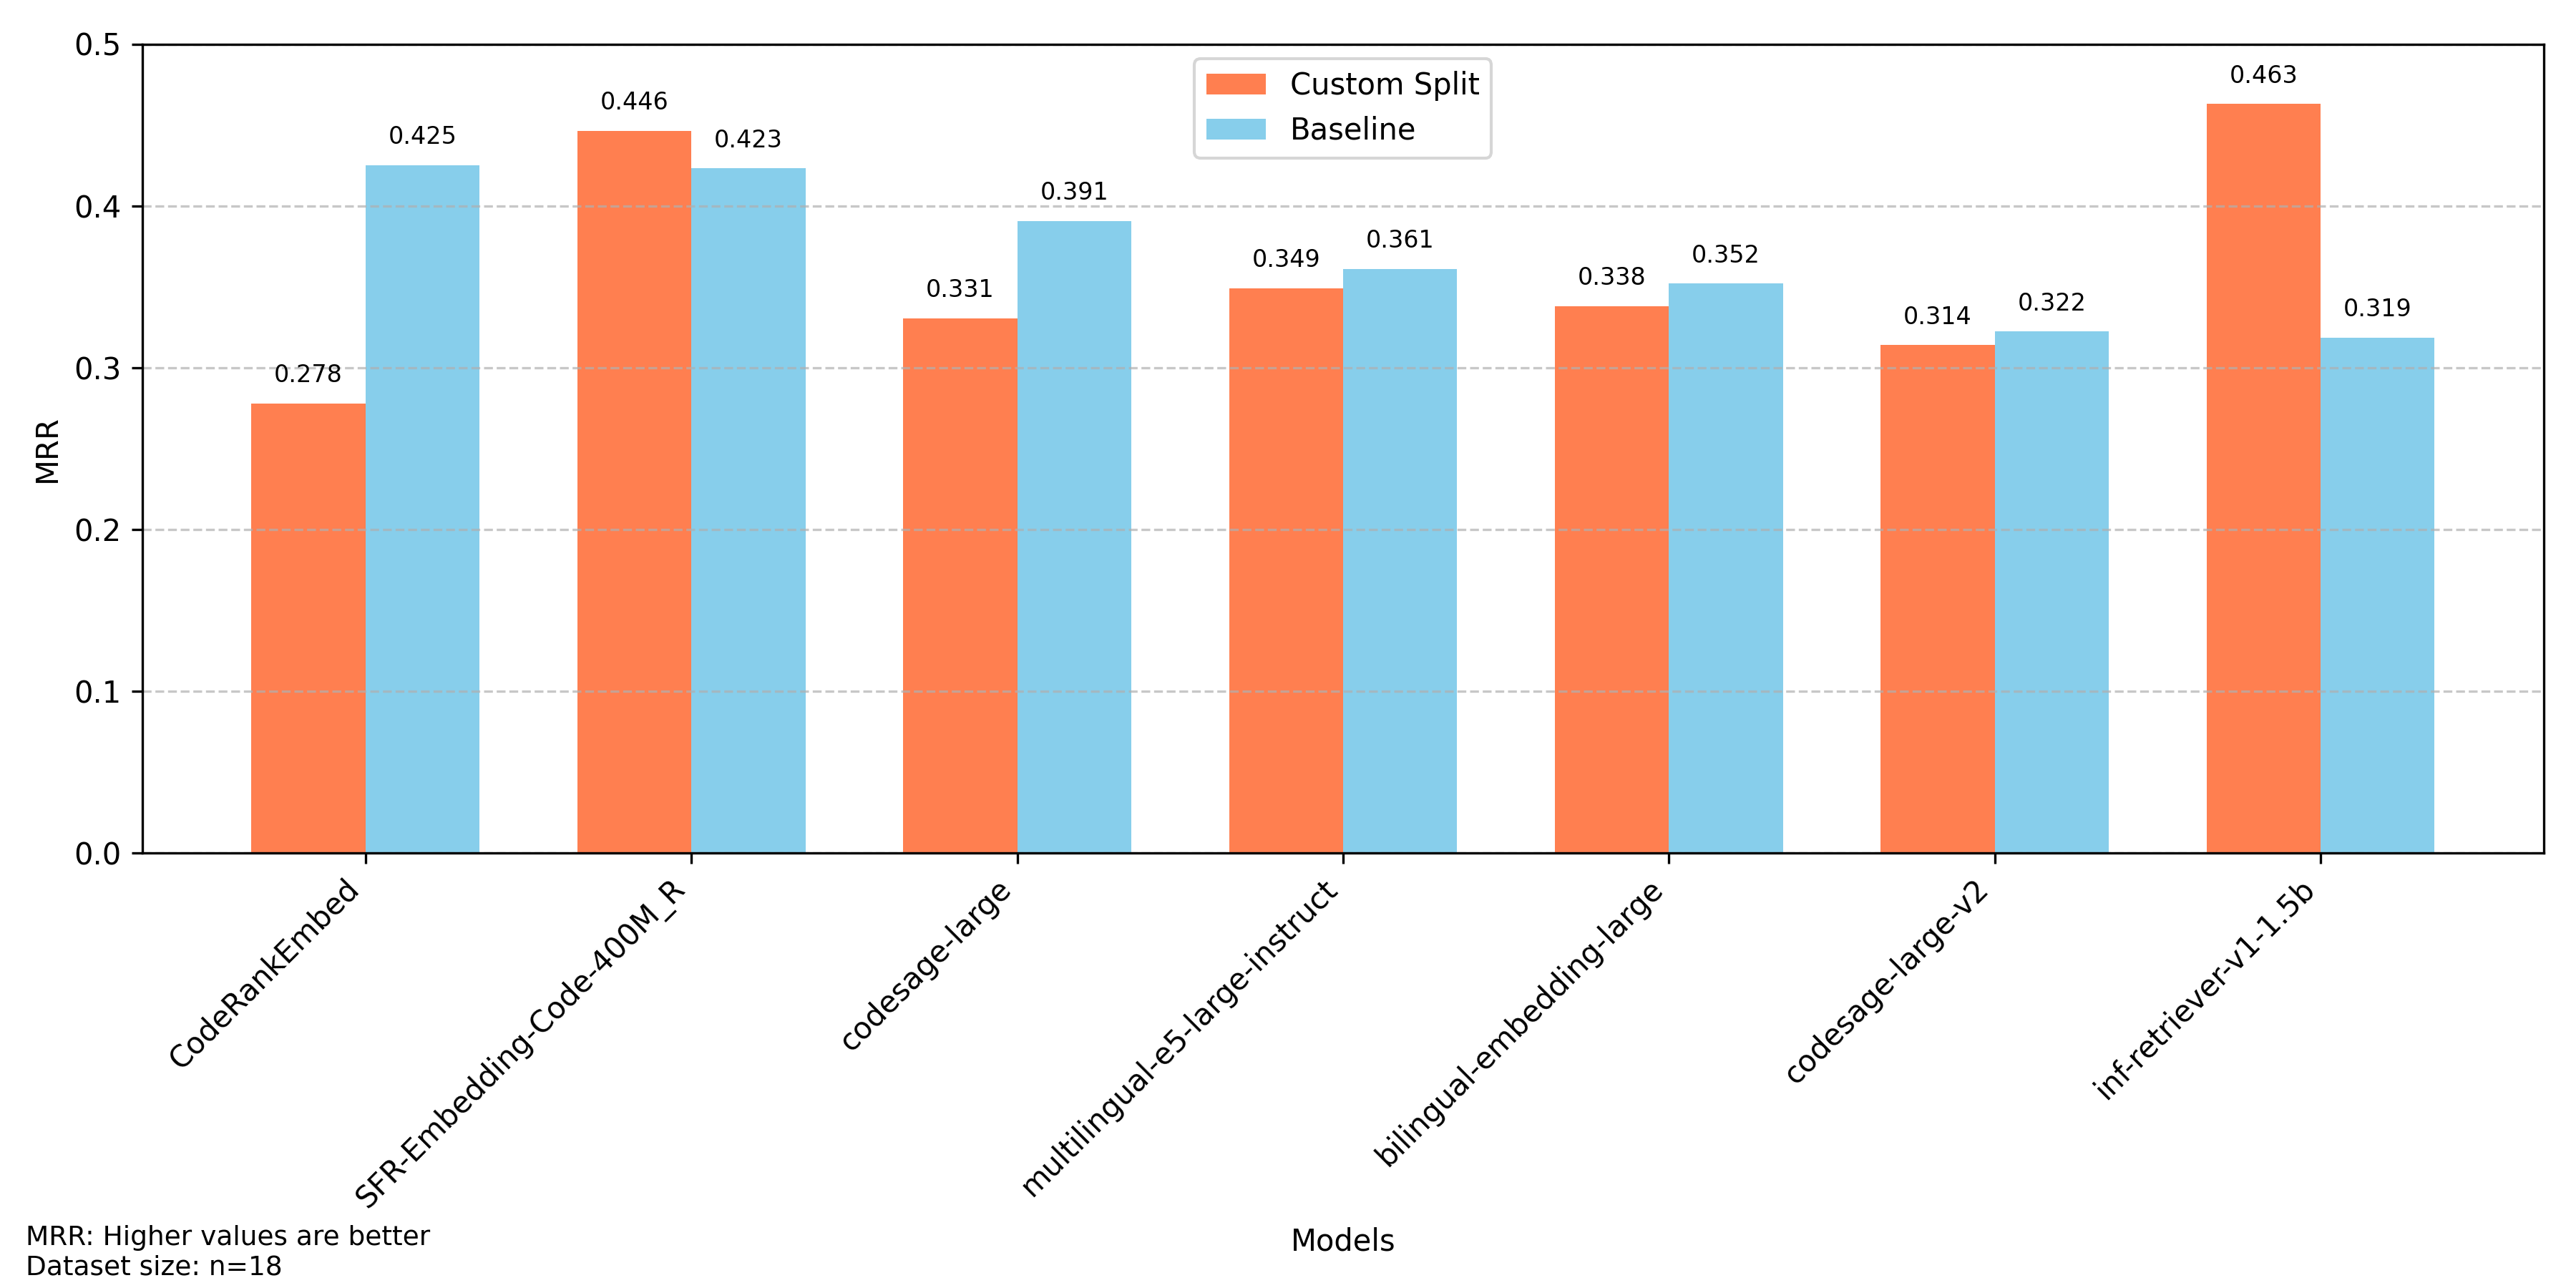 0.5
0.4
0.3
0.2
0.1
0.0
MRR
Custom Split
Baseline
0.278
0.425
0.446
0.423
0.331
0.391
0.349
0.361
0.338
0.352
0.314
0.322
0.463
0.319
CodeRankEmbed
SFR-Embedding-Code-400M_R
codesage-large
multilingual-e5-large-instruct
bilingual-embedding-large
codesage-large-v2
inf-retriever-v1-1.5b
Models
MRR: Higher values are better
Dataset size: n=18